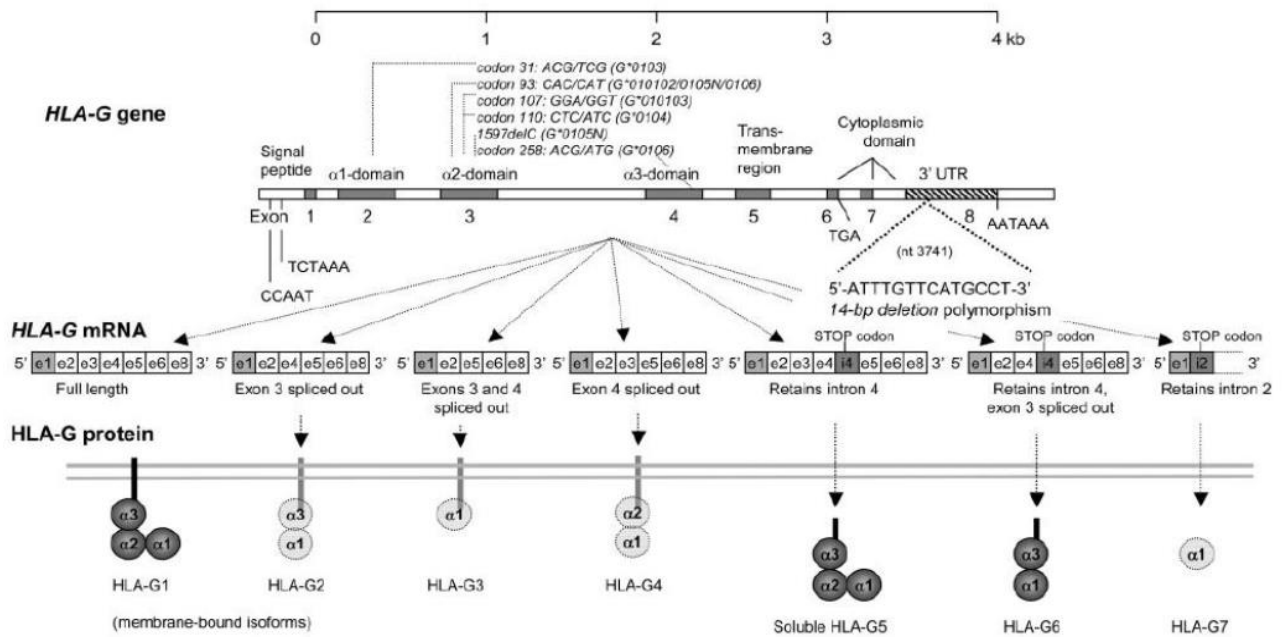 0 1 2 3 4 kb
codon 31: ACG/TCG (G*0103)
codon 93: CAC/CAT (G*010102/0105N/0106)
codon 107: GGA/GGT (G*010103)
codon 110: CTC/ATC (G*0104)
1597delC (G*0105N)
codon 258: ACG/ATG (G*0106)
HLA-G gene
Signal
peptide
α1-domain
α2-domain
α3-domain
Trans-
membrane
region
Cytoplasmic
domain
3' UTR
Exon 1 2 3 4 5 6 7 8
TGA
AATAAA
TCTAAA
CCAAT
(nt 3741)
5'-ATTTGTTCATGCCT-3'
14-bp deletion polymorphism
HLA-G mRNA
STOP codon STOP codon STOP codon
5' e1 e2 e3 e4 e5 e6 e8 3' 5' e1 e2 e4 e5 e6 e8 3' 5' e1 e2 e5 e6 e8 3' 5' e1 e2 e3 e5 e6 e8 3' 5' e1 e2 e3 e4 i4 e5 e6 e8 3' 5' e1 e2 e4 i4 e5 e6 e8 3' 5' e1 i2 3'
Full length
Exon 3 spliced out
Exons 3 and 4
spliced out
Exon 4 spliced out
Retains intron 4
Retains intron 4,
exon 3 spliced out
Retains intron 2
HLA-G protein
α3 α3 α1 α2
α2 α1 α1 α1
α3 α3 α1
α2 α1 α1
HLA-G1 HLA-G2 HLA-G3 HLA-G4
(membrane-bound isoforms)
Soluble HLA-G5 HLA-G6 HLA-G7